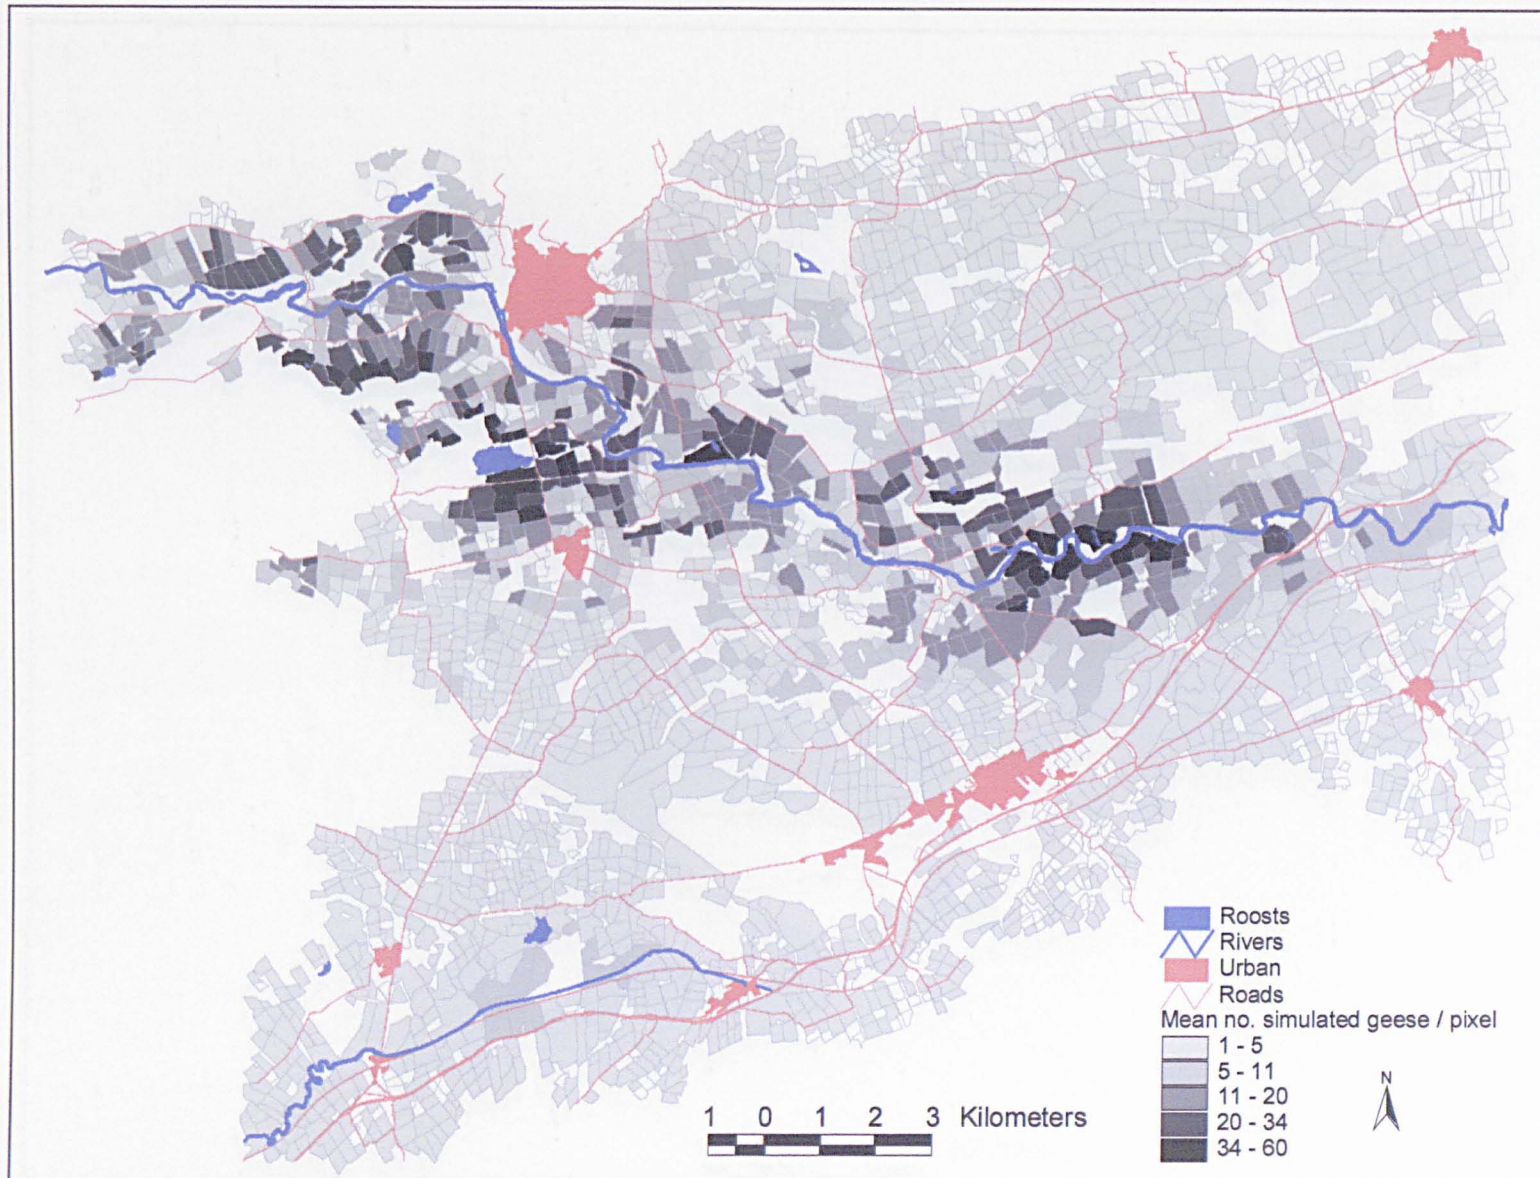 Roosts
Rivers
Urban
Roads
Mean no. simulated geese / pixel
1 - 5
5 - 11
11 - 20
20 - 34
34 - 60
N
1 0 1 2 3 Kilometers